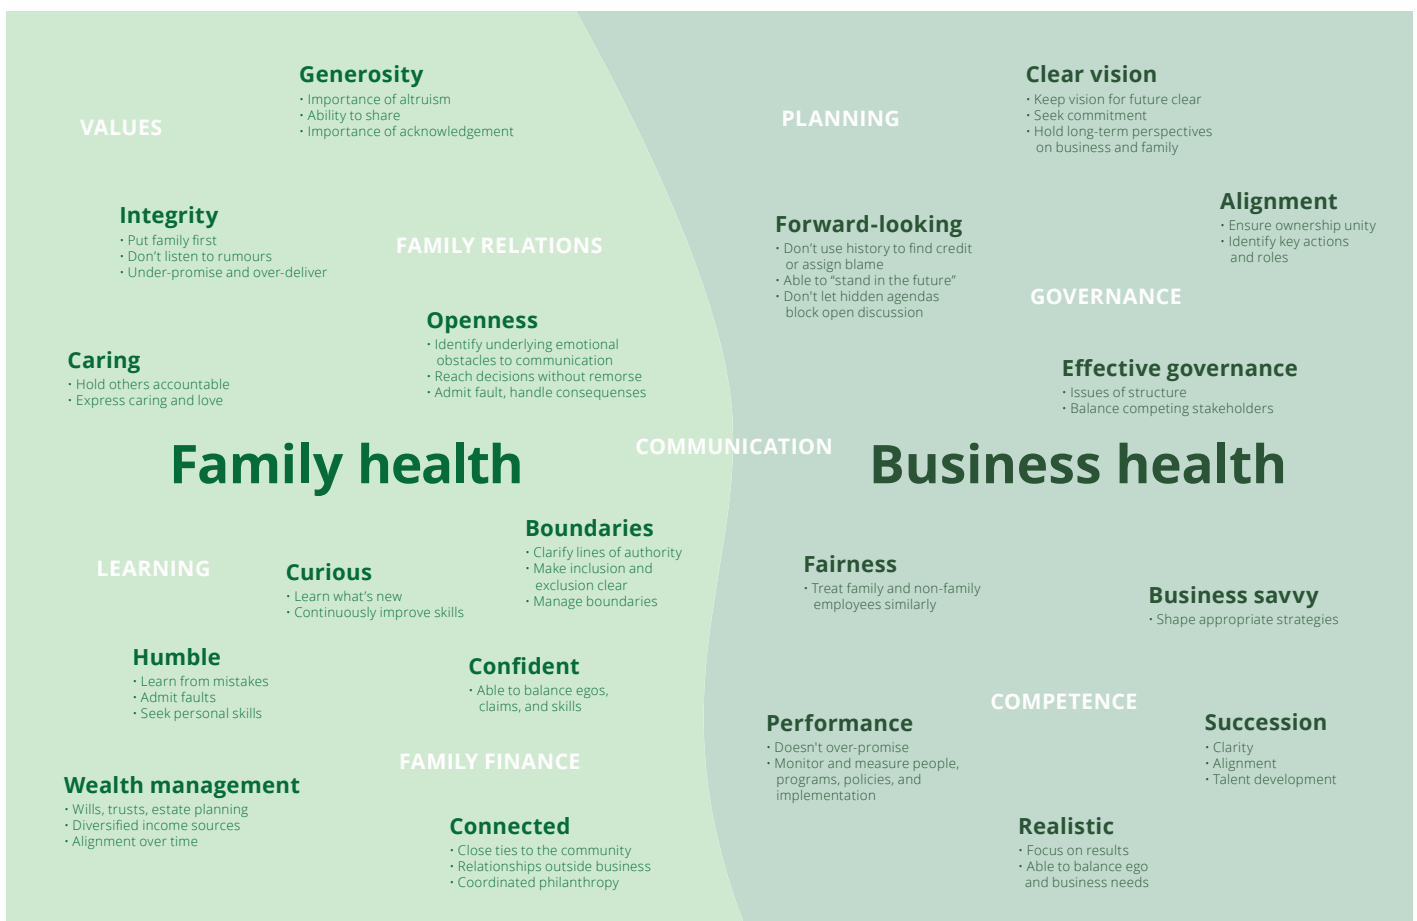 VALUES
Generosity
· Importance of altruism
· Ability to share
· Importance of acknowledgement
Integrity
· Put family first
· Don’t listen to rumours
· Under-promise and over-deliver
FAMILY RELATIONS
Openness
· Identify underlying emotional
obstacles to communication
· Reach decisions without remorse
· Admit fault, handle consequenses
Caring
· Hold others accountable
· Express caring and love
Family health
COMMUNICATION
LEARNING
Curious
· Learn what’s new
· Continuously improve skills
Boundaries
· Clarify lines of authority
· Make inclusion and
exclusion clear
· Manage boundaries
Humble
· Learn from mistakes
· Admit faults
· Seek personal skills
Confident
· Able to balance egos,
claims, and skills
FAMILY FINANCE
Wealth management
· Wills, trusts, estate planning
· Diversified income sources
· Alignment over time
Connected
· Close ties to the community
· Relationships outside business
· Coordinated philanthropy
PLANNING
Clear vision
· Keep vision for future clear
· Seek commitment
· Hold long-term perspectives
on business and family
Forward-looking
· Don’t use history to find credit
or assign blame
· Able to “stand in the future”
· Don't let hidden agendas
block open discussion
Alignment
· Ensure ownership unity
· Identify key actions
and roles
GOVERNANCE
Effective governance
· Issues of structure
· Balance competing stakeholders
Business health
Fairness
· Treat family and non-family
employees similarly
Business savvy
· Shape appropriate strategies
COMPETENCE
Performance
· Doesn't over-promise
· Monitor and measure people,
programs, policies, and
implementation
Succession
· Clarity
· Alignment
· Talent development
Realistic
· Focus on results
· Able to balance ego
and business needs